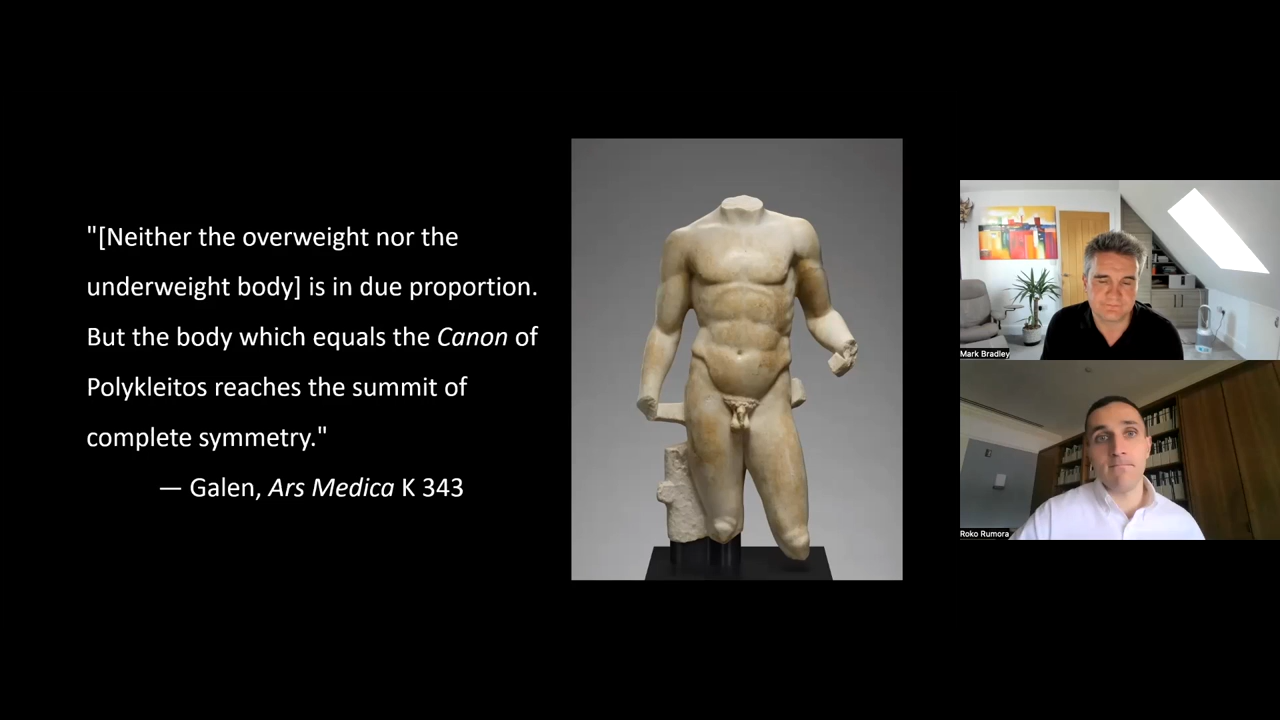 "[Neither the overweight nor the
underweight body] is in due proportion.
But the body which equals the Canon of
Polykleitos reaches the summit of
complete symmetry."
— Galen, Ars Medica K 343
Mark Bradley
Roko Rumora